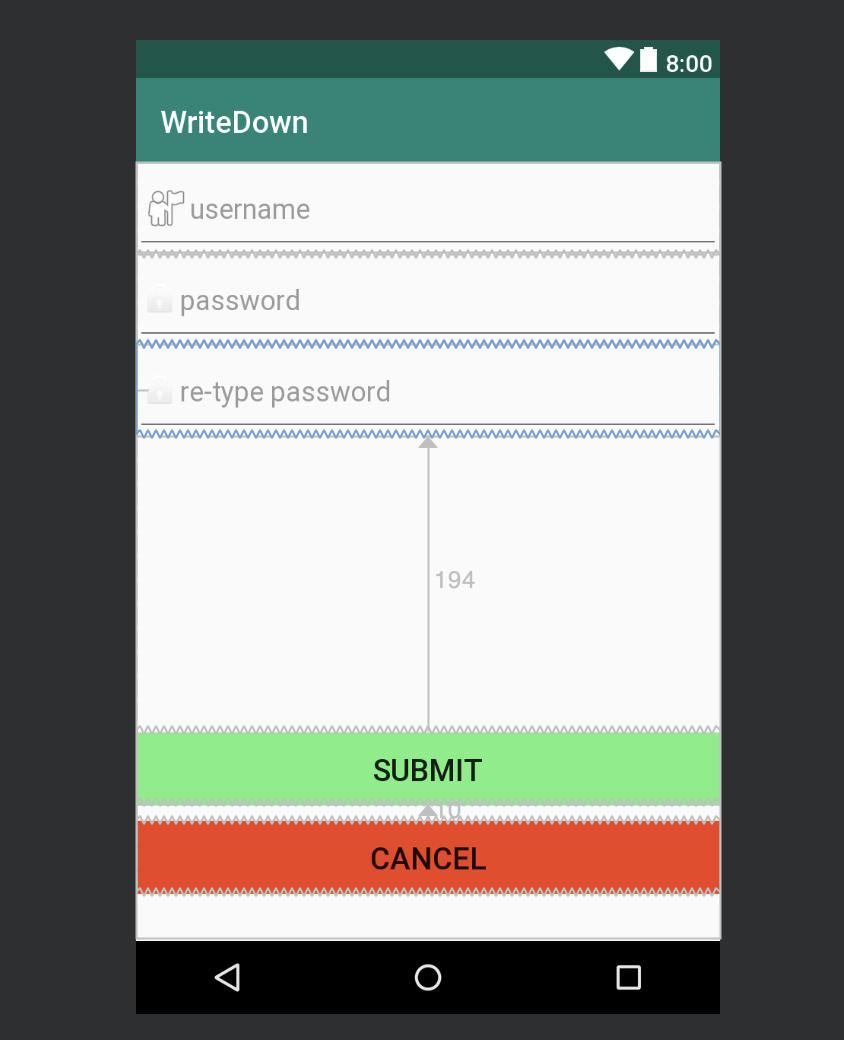 8:00
WriteDown
username
password
re-type password
194
SUBMIT
10
CANCEL